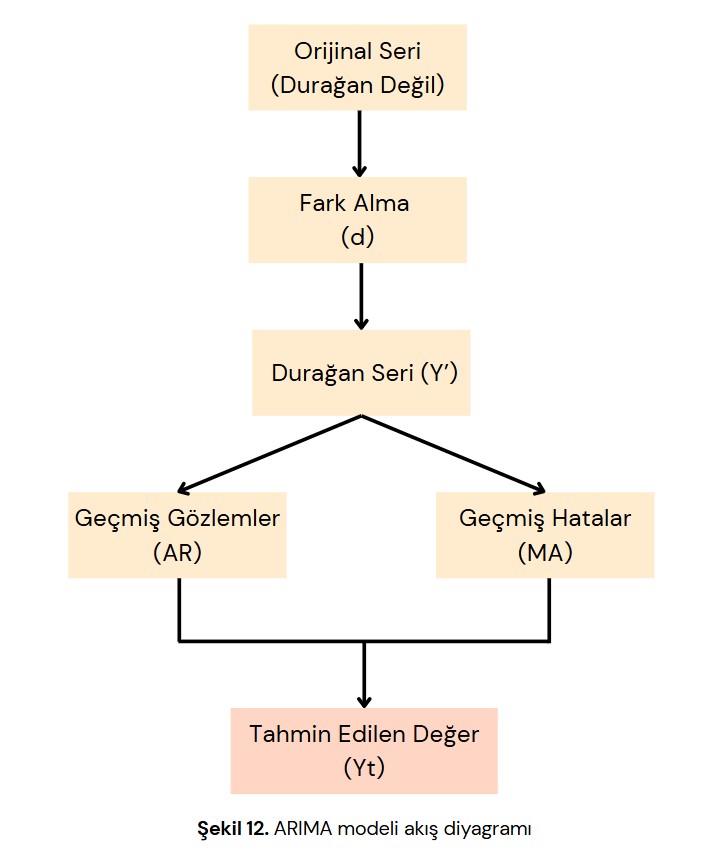 Orijinal Seri
(Durağan Değil)
Fark Alma
(d)
Durağan Seri (Y’)
Geçmiş Gözlemler
(AR)
Geçmiş Hatalar
(MA)
Tahmin Edilen Değer
(Yt)
Şekil 12. ARIMA modeli akış diyagramı